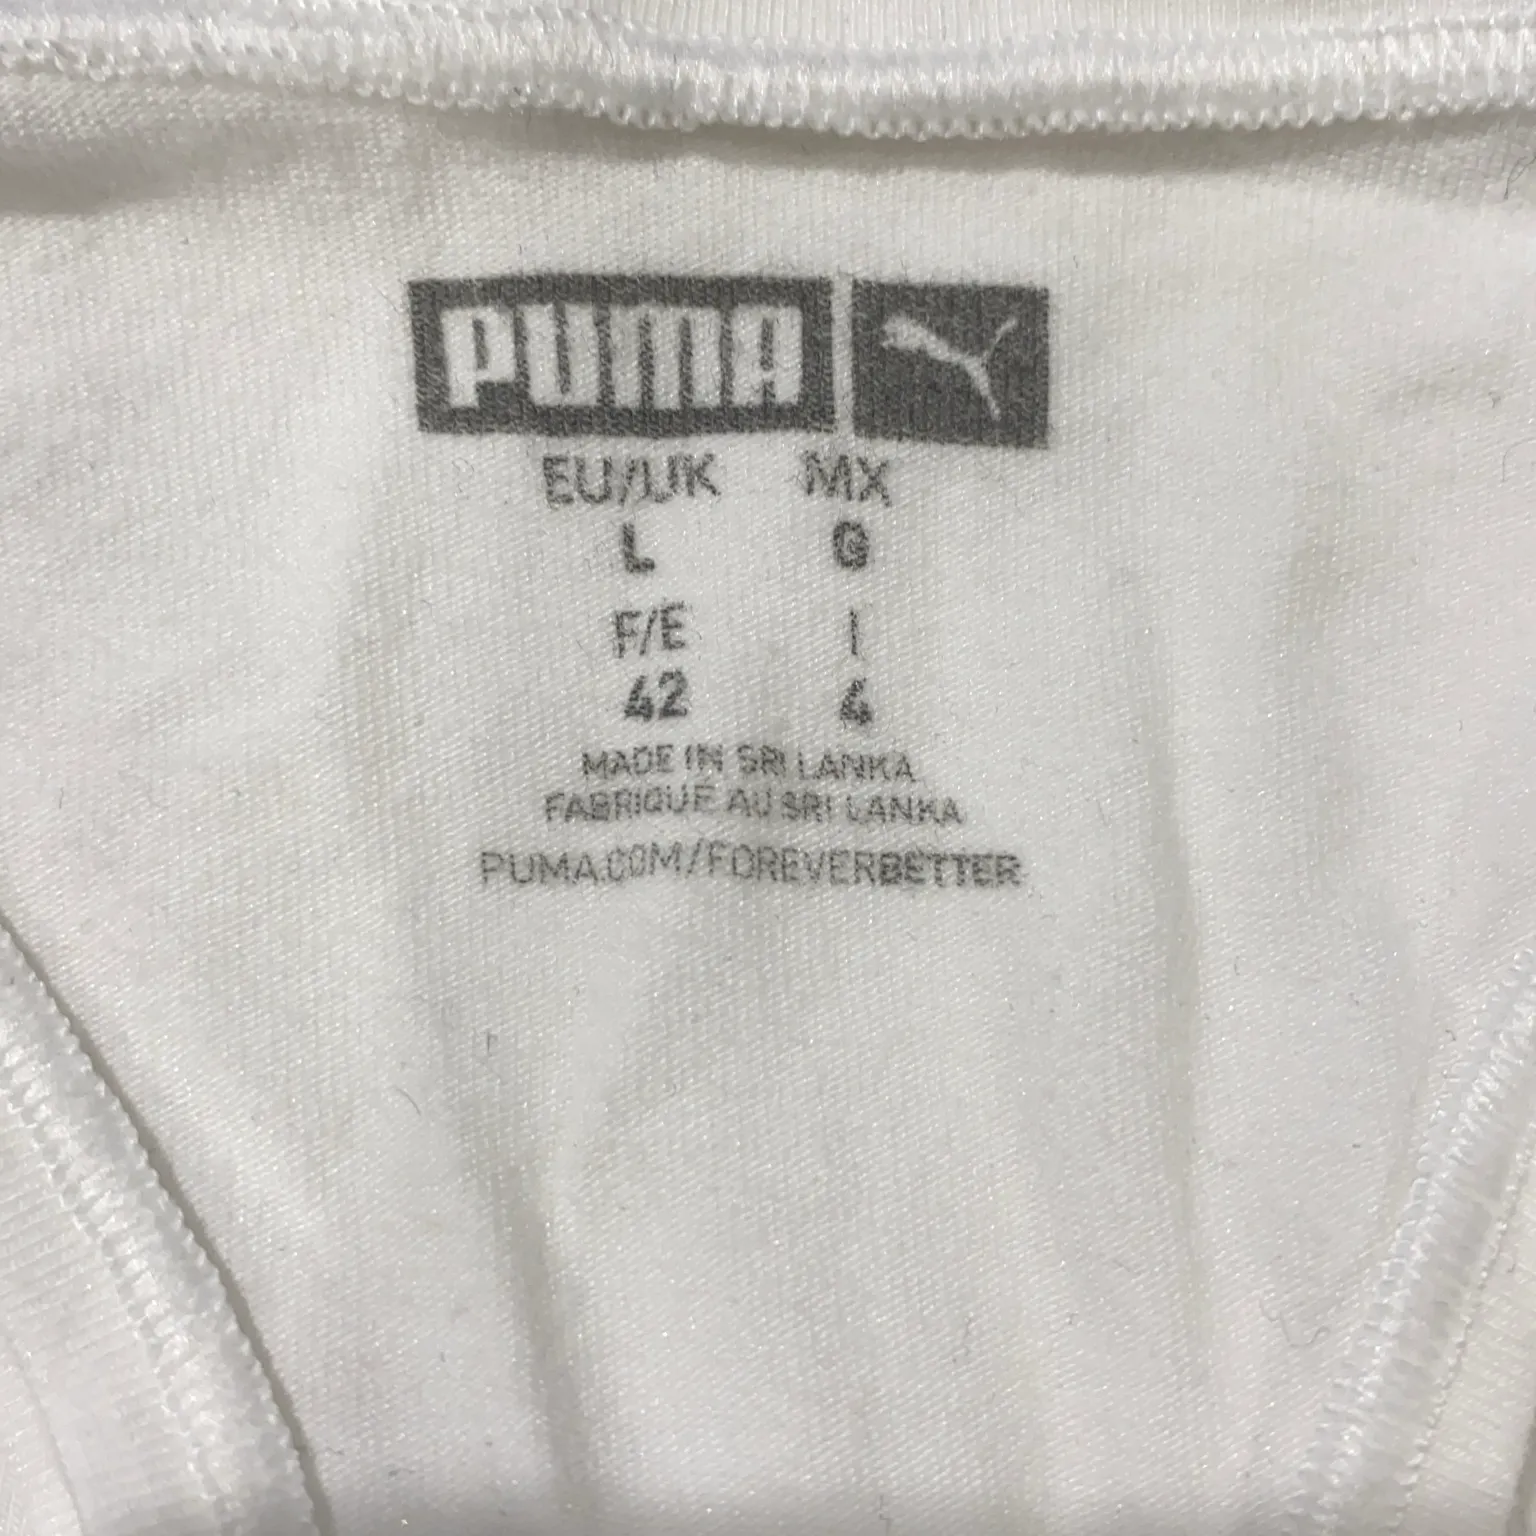 PUMA
EU/UK MX
L G
F/E I
42 4
MADE IN SRI LANKA
FABRIQUE AU SRI LANKA
PUMA.COM/FOREVERBETTER